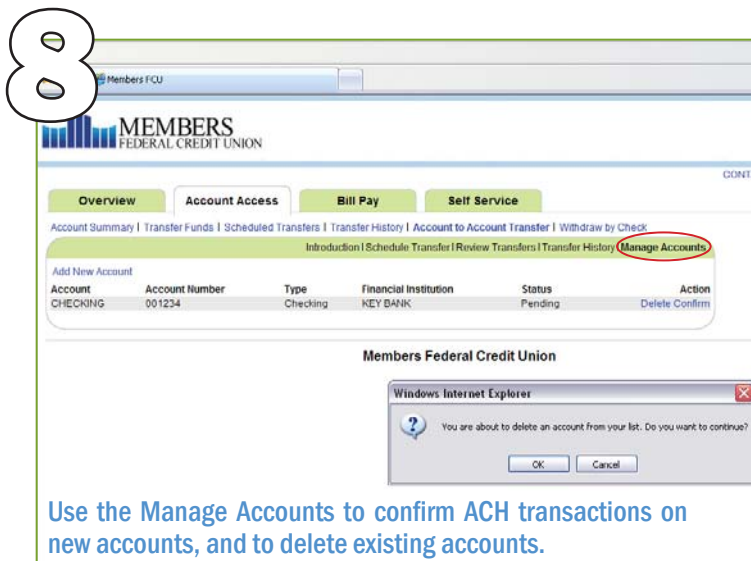 8
Members FCU
MEMBERS
FEDERAL CREDIT UNION
CONT
Overview Account Access Bill Pay Self Service
Account Summary | Transfer Funds | Scheduled Transfers | Transfer History | Account to Account Transfer | Withdraw by Check
Introduction | Schedule Transfer | Review Transfers | Transfer History Manage Accounts
Add New Account
Account Account Number Type Financial Institution Status Action
CHECKING 001234 Checking KEY BANK Pending Delete Confirm
Members Federal Credit Union
Windows Internet Explorer
You are about to delete an account from your list. Do you want to continue?
OK Cancel
Use the Manage Accounts to confirm ACH transactions on
new accounts, and to delete existing accounts.